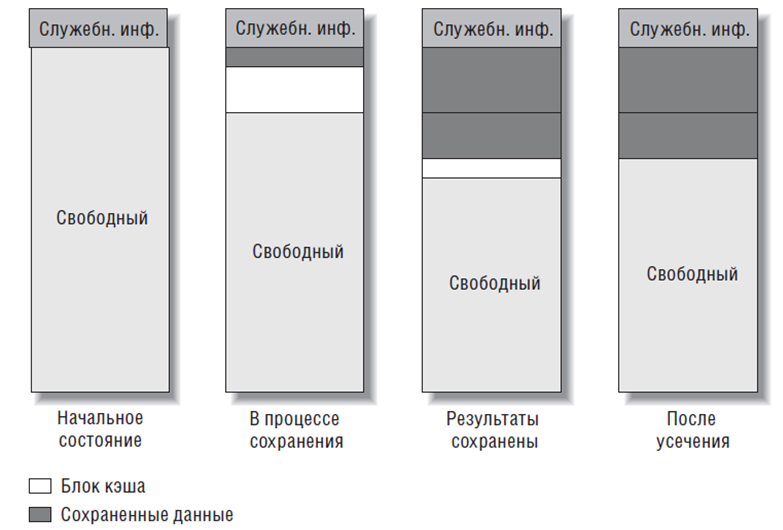 Служебн. инф.
Служебн. инф.
Служебн. инф.
Служебн. инф.
Свободный
Свободный
Свободный
Свободный
Начальное
состояние
В процессе
сохранения
Результаты
сохранены
После
усечения
Блок кэша
Сохраненные данные